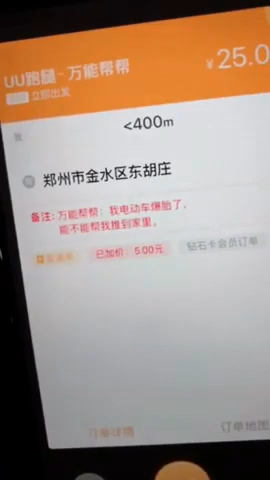 UU跑腿-万能帮帮
¥25.0
立即出发
我
<400m
郑州市金水区东胡庄
备注:万能帮帮:我电动车爆胎了,
能不能帮我推到家里。
已加价:5.00元
钻石卡会员订单
订单详情
订单地图